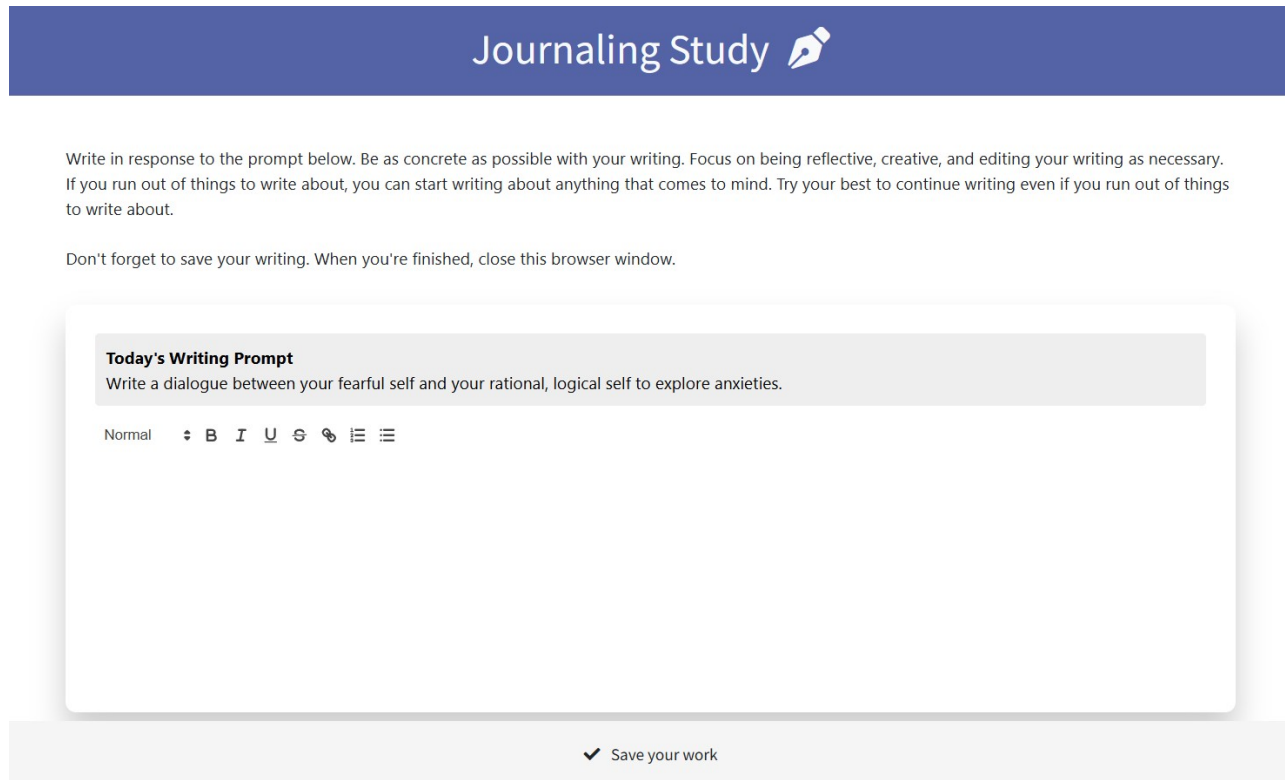 Journaling Study
Write in response to the prompt below. Be as concrete as possible with your writing. Focus on being reflective, creative, and editing your writing as necessary.
If you run out of things to write about, you can start writing about anything that comes to mind. Try your best to continue writing even if you run out of things
to write about.
Don't forget to save your writing. When you're finished, close this browser window.
Today's Writing Prompt
Write a dialogue between your fearful self and your rational, logical self to explore anxieties.
Normal B I U S
Save your work